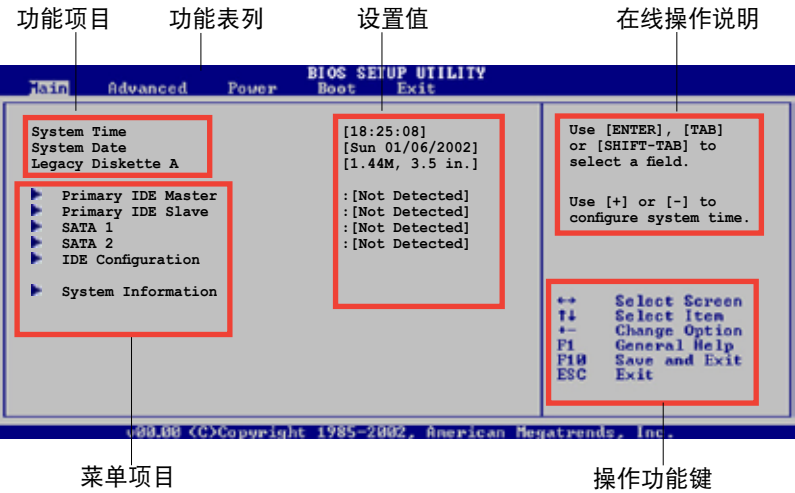 功能项目 功能表列 设置值 在线操作说明
BIOS SETUP UTILITY
Main Advanced Power Boot Exit
System Time [18:25:08]
System Date [Sun 01/06/2002]
Legacy Diskette A [1.44M, 3.5 in.]
Primary IDE Master :[Not Detected]
Primary IDE Slave :[Not Detected]
SATA 1 :[Not Detected]
SATA 2 :[Not Detected]
IDE Configuration
System Information
Use [ENTER], [TAB]
or [SHIFT-TAB] to
select a field.
Use [+] or [-] to
configure system time.
←→ Select Screen
↑↓ Select Item
+- Change Option
F1 General Help
F10 Save and Exit
ESC Exit
v00.00 (C)Copyright 1985-2002, American Megatrends, Inc.
菜单项目 操作功能键